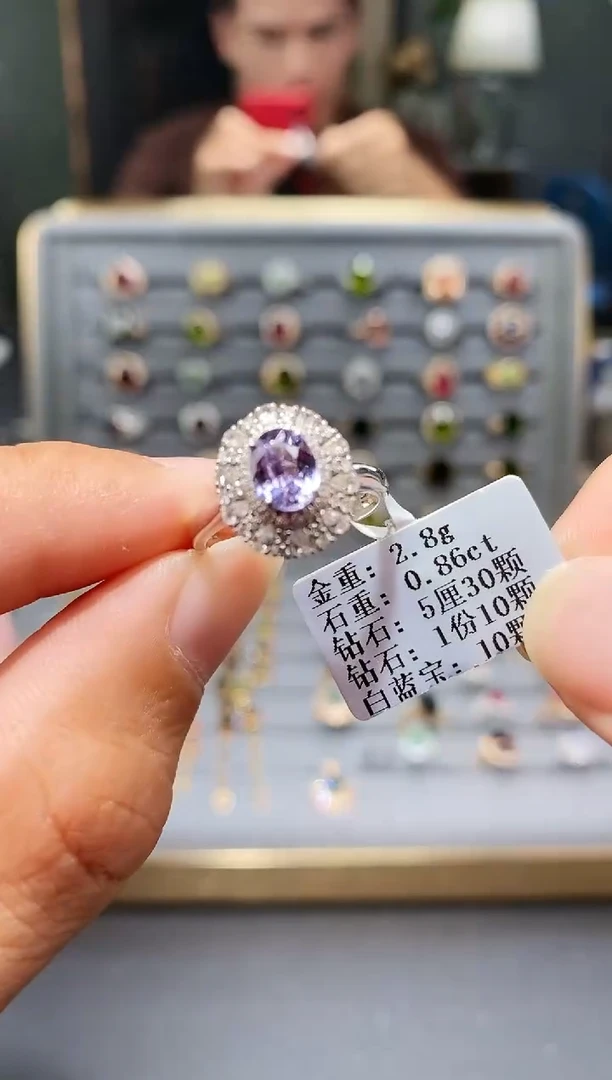 金重: 2.8g
石重: 0.86ct
钻石: 5厘30颗
钻石: 1份10颗
白蓝宝: 10颗